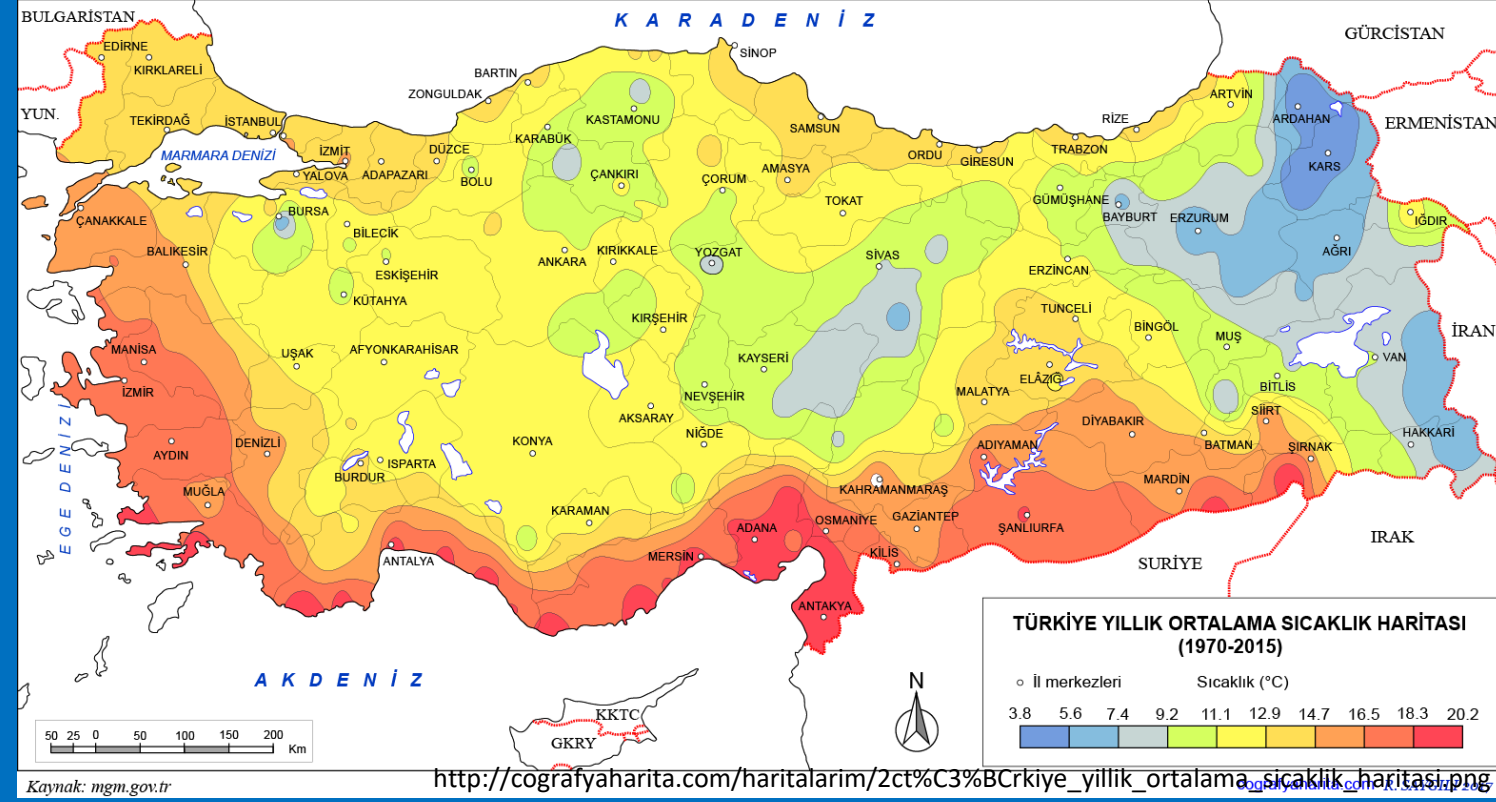 BULGARİSTAN
K A R A D E N İ Z
GÜRCİSTAN
EDİRNE
KIRKLARELİ
SİNOP
BARTIN
ZONGULDAK
ARTVİN
YUN.
TEKİRDAĞ
İSTANBUL
KASTAMONU
KARABÜK
SAMSUN
RİZE
ARDAHAN
ERMENİSTAN
MARMARA DENİZİ
İZMİT
DÜZCE
ORDU
GİRESUN
TRABZON
KARS
YALOVA
ADAPAZARI
BOLU
ÇANKIRI
ÇORUM
AMASYA
ÇANAKKALE
BURSA
TOKAT
GÜMÜŞHANE
BAYBURT
ERZURUM
IĞDIR
BİLECİK
BALIKESİR
ANKARA
KIRIKKALE
YOZGAT
SİVAS
AĞRI
ESKİŞEHİR
ERZİNCAN
KÜTAHYA
TUNCELİ
KIRŞEHİR
BİNGÖL
MUŞ
İRAN
MANİSA
UŞAK
AFYONKARAHİSAR
KAYSERİ
VAN
İZMİR
ELÂZIĞ
BİTLİS
NEVŞEHİR
MALATYA
AKSARAY
SİİRT
DİYABAKIR
EGE DENİZİ
DENİZLİ
KONYA
NİĞDE
ADIYAMAN
BATMAN
ŞIRNAK
HAKKARİ
AYDIN
BURDUR
ISPARTA
MARDİN
MUĞLA
KAHRAMANMARAŞ
KARAMAN
OSMANİYE
GAZİANTEP
ŞANLIURFA
ADANA
IRAK
ANTALYA
MERSİN
KİLİS
SURİYE
ANTAKYA
TÜRKİYE YILLIK ORTALAMA SICAKLIK HARİTASI
(1970-2015)
A K D E N İ Z
N
İl merkezleri
Sıcaklık (°C)
KKTC
GKRY
3.8 5.6 7.4 9.2 11.1 12.9 14.7 16.5 18.3 20.2
50 25 0 50 100 150 200 Km
Kaynak: mgm.gov.tr
http://cografyaharita.com/haritalarim/2ct%C3%BCrkiye_yillik_ortalama_sicaklik_haritasi.png
cografyaharita.com